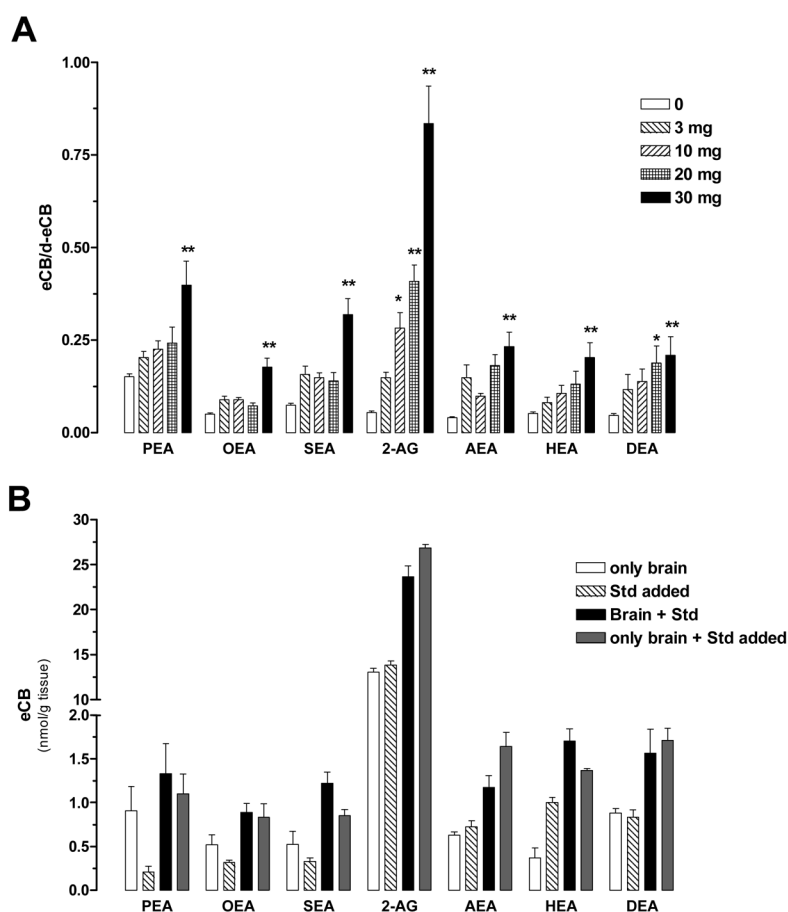 A
1.00
0.75
0.50
0.25
0.00
eCB/d-eCB
0
3 mg
10 mg
20 mg
30 mg
**
**
**
*
**
**
**
**
*
**
PEA
OEA
SEA
2-AG
AEA
HEA
DEA
B
30
25
20
15
10
2.0
1.5
1.0
0.5
0.0
eCB
(nmol/g tissue)
only brain
Std added
Brain + Std
only brain + Std added
PEA
OEA
SEA
2-AG
AEA
HEA
DEA